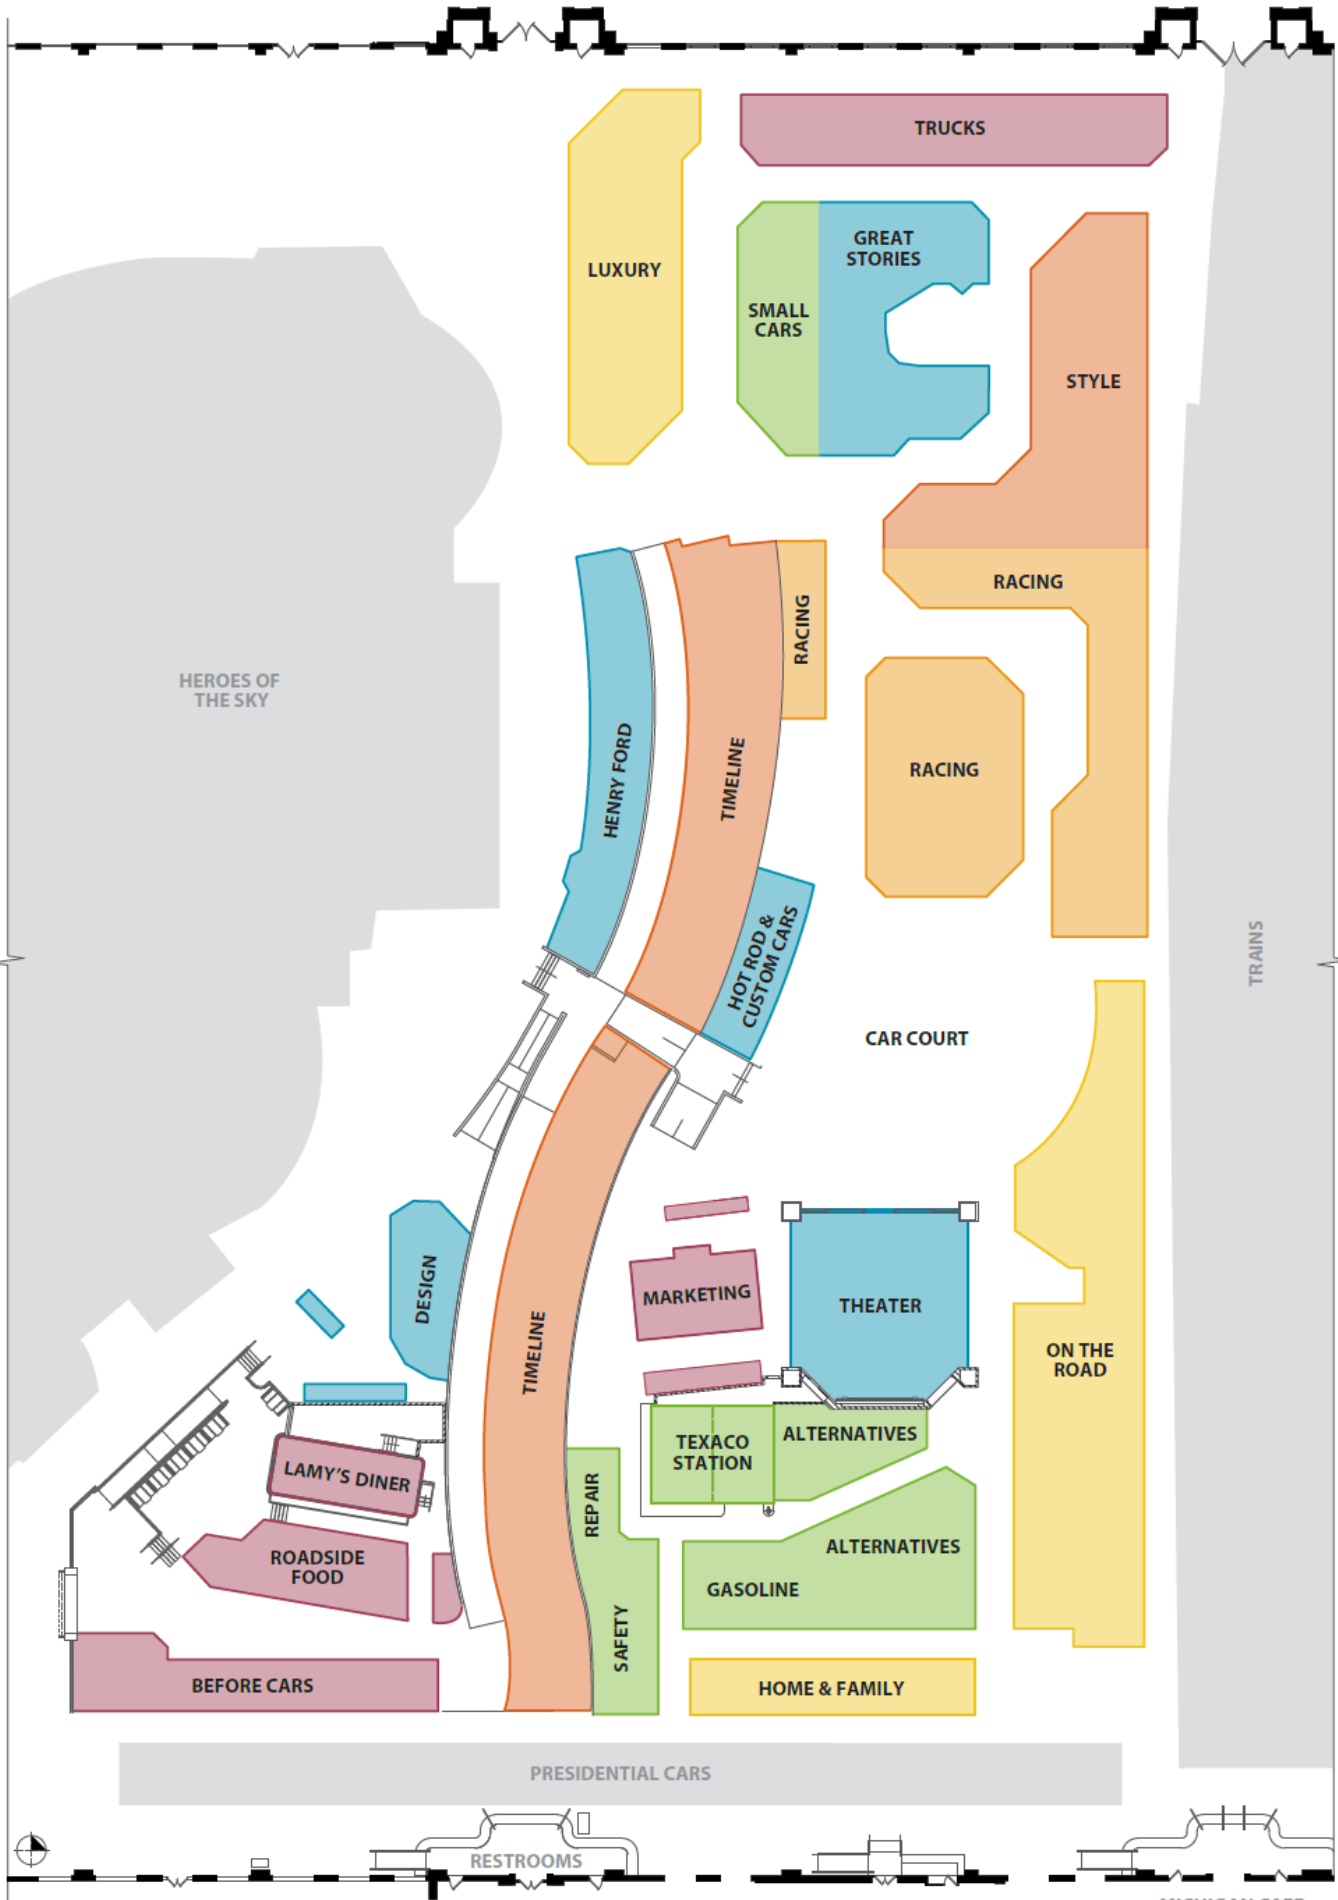 TRUCKS
GREAT
STORIES
LUXURY
SMALL
CARS
STYLE
RACING
RACING
HEROES OF
THE SKY
HENRY FORD
TIMELINE
RACING
HOT ROD &
CUSTOM CARS
TRAINS
CAR COURT
DESIGN
MARKETING
THEATER
TIMELINE
ON THE
ROAD
ALTERNATIVES
TEXACO
STATION
LAMY'S DINER
REPAIR
ALTERNATIVES
ROADSIDE
FOOD
GASOLINE
SAFETY
BEFORE CARS
HOME & FAMILY
PRESIDENTIAL CARS
RESTROOMS